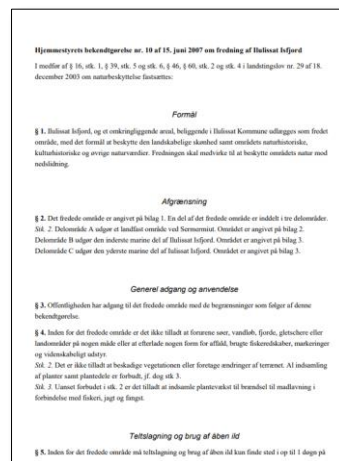 Hjemmestyrets bekendtgørelse nr. 10 af 15. juni 2007 om fredning af Ilulissat Isfjord
I medfør af § 16, stk. 1, § 39, stk. 5 og stk. 6, § 46, § 60, stk. 2 og stk. 4 i landstingslov nr. 29 af 18.
december 2003 om naturbeskyttelse fastsættes:
Formål
§ 1. Ilulissat Isfjord, og et omkringliggende areal, beliggende i Ilulissat Kommune udlægges som fredet
område, med det formål at beskytte den landskabelige skønhed samt områdets naturhistoriske,
kulturhistoriske og øvrige naturværdier. Fredningen skal medvirke til at beskytte områdets natur mod
nedslidning.
Afgrænsning
§ 2. Det fredede område er angivet på bilag 1. En del af det fredede område er inddelt i tre delområder.
Stk. 2. Delområde A udgør et landfast område ved Sermermiut. Området er angivet på bilag 2.
Delområde B udgør den inderste marine del af Ilulissat Isfjord. Området er angivet på bilag 3.
Delområde C udgør den yderste marine del af Ilulissat Isfjord. Området er angivet på bilag 3.
Generel adgang og anvendelse
§ 3. Offentligheden har adgang til det fredede område med de begrænsninger som følger af denne
bekendtgørelse.
§ 4. Inden for det fredede område er det ikke tilladt at forurene søer, vandløb, fjorde, gletschere eller
landområder på nogen måde eller at efterlade nogen form for affald, brugte fiskeredskaber, markeringer
og videnskabeligt udstyr.
Stk. 2. Det er ikke tilladt at beskadige vegetationen eller foretage ændringer af terrænet. Al indsamling
af planter samt plantedele er forbudt, jf. dog stk 3.
Stk. 3. Uanset forbudet i stk. 2 er det tilladt at indsamle plantevækst til brændsel til madlavning i
forbindelse med fiskeri, jagt og fangst.
Teltslagning og brug af åben ild
§ 5. Inden for det fredede område må teltslagning og brug af åben ild kun finde sted i op til 1 døgn på